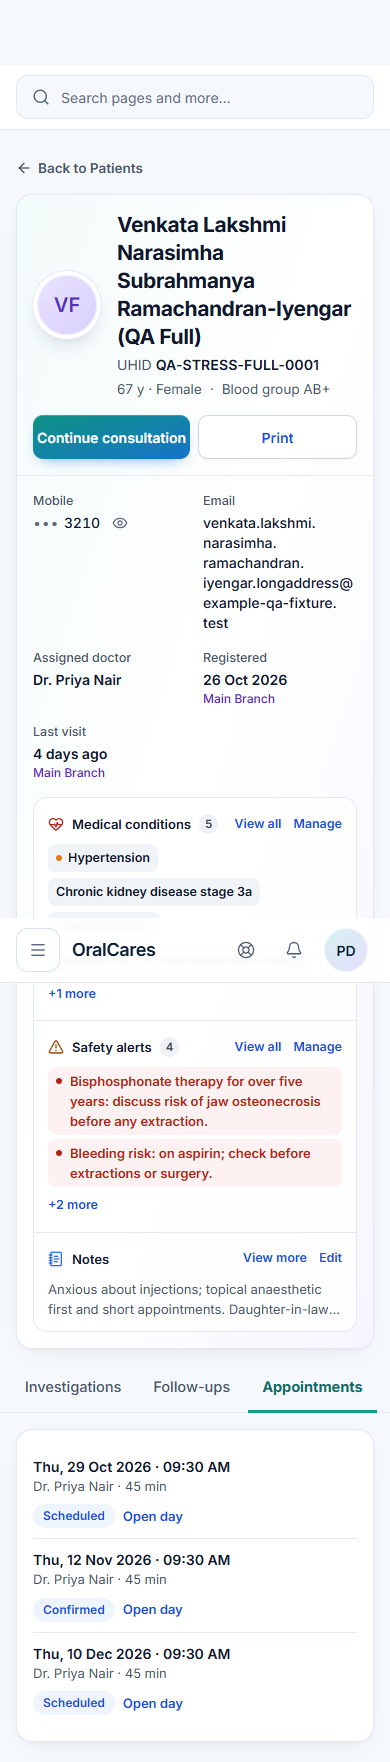 Search pages and more...
Back to Patients
VF
Venkata Lakshmi
Narasimha
Subrahmanya
Ramachandran-Iyengar
(QA Full)
UHID QA-STRESS-FULL-0001
67 y · Female · Blood group AB+
Continue consultation
Print
Mobile
••• 3210
Email
venkata.lakshmi.
narasimha.
ramachandran.
iyengar.longaddress@
example-qa-fixture.
test
Assigned doctor
Dr. Priya Nair
Registered
26 Oct 2026
Main Branch
Last visit
4 days ago
Main Branch
Medical conditions 5 View all Manage
Hypertension
Chronic kidney disease stage 3a
OralCares
PD
+1 more
Safety alerts 4 View all Manage
Bisphosphonate therapy for over five
years: discuss risk of jaw osteonecrosis
before any extraction.
Bleeding risk: on aspirin; check before
extractions or surgery.
+2 more
Notes View more Edit
Anxious about injections; topical anaesthetic
first and short appointments. Daughter-in-law...
Investigations Follow-ups Appointments
Thu, 29 Oct 2026 · 09:30 AM
Dr. Priya Nair · 45 min
Scheduled Open day
Thu, 12 Nov 2026 · 09:30 AM
Dr. Priya Nair · 45 min
Confirmed Open day
Thu, 10 Dec 2026 · 09:30 AM
Dr. Priya Nair · 45 min
Scheduled Open day